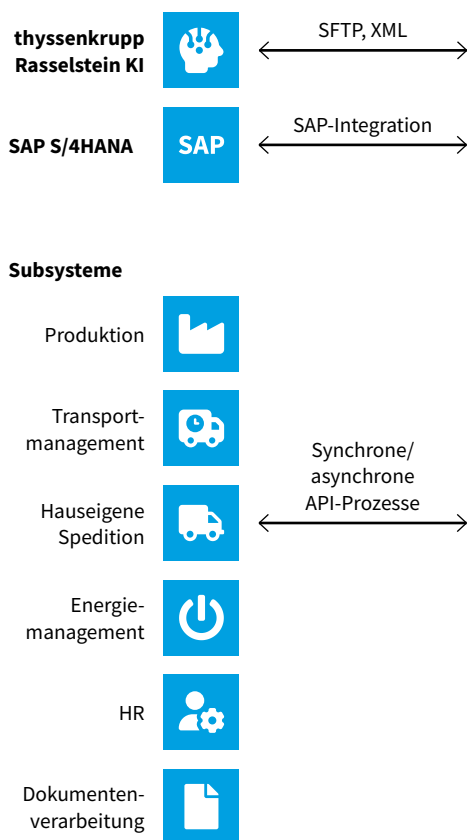 thyssenkrupp
Rasselstein KI
SFTP, XML
SAP S/4HANA
SAP
SAP-Integration
Subsysteme
Produktion
Transport-
management
Synchrone/
asynchrone
API-Prozesse
Hauseigene
Spedition
Energie-
management
HR
Dokumenten-
verarbeitung